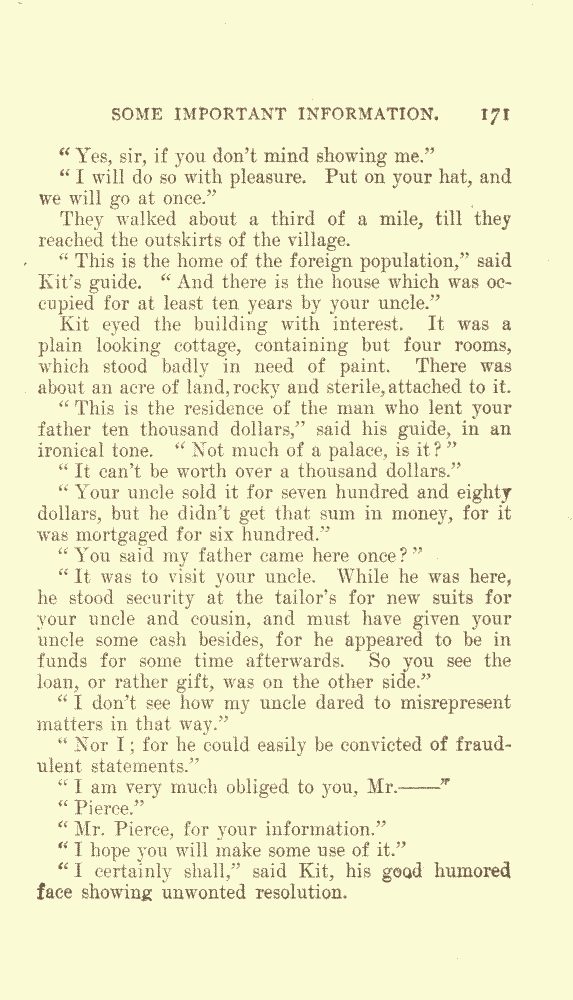 SOME IMPORTANT INFORMATION. 171
“Yes, sir, if you don’t mind showing me.”
“I will do so with pleasure. Put on your hat, and
we will go at once.”
They walked about a third of a mile, till they
reached the outskirts of the village.
“This is the home of the foreign population,” said
Kit’s guide. “And there is the house which was oc-
cupied for at least ten years by your uncle.”
Kit eyed the building with interest. It was a
plain looking cottage, containing but four rooms,
which stood badly in need of paint. There was
about an acre of land, rocky and sterile, attached to it.
“This is the residence of the man who lent your
father ten thousand dollars,” said his guide, in an
ironical tone. “Not much of a palace, is it?”
“It can’t be worth over a thousand dollars.”
“Your uncle sold it for seven hundred and eighty
dollars, but he didn’t get that sum in money, for it
was mortgaged for six hundred.”
“You said my father came here once?”
“It was to visit your uncle. While he was here,
he stood security at the tailor’s for new suits for
your uncle and cousin, and must have given your
uncle some cash besides, for he appeared to be in
funds for some time afterwards. So you see the
loan, or rather gift, was on the other side.”
“I don’t see how my uncle dared to misrepresent
matters in that way.”
“Nor I; for he could easily be convicted of fraud-
ulent statements.”
“I am very much obliged to you, Mr.——”
“Pierce.”
“Mr. Pierce, for your information.”
“I hope you will make some use of it.”
“I certainly shall,” said Kit, his good humored
face showing unwonted resolution.